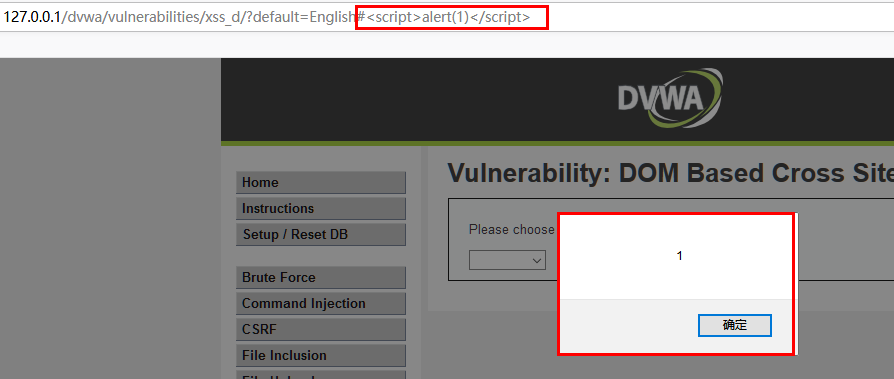 127.0.0.1/dvwa/vulnerabilities/xss_d/?default=English#<script>alert(1)</script>
DVWA
Vulnerability: DOM Based Cross Site
Home
Instructions
Setup / Reset DB
Please choose
1
确定
Brute Force
Command Injection
CSRF
File Inclusion